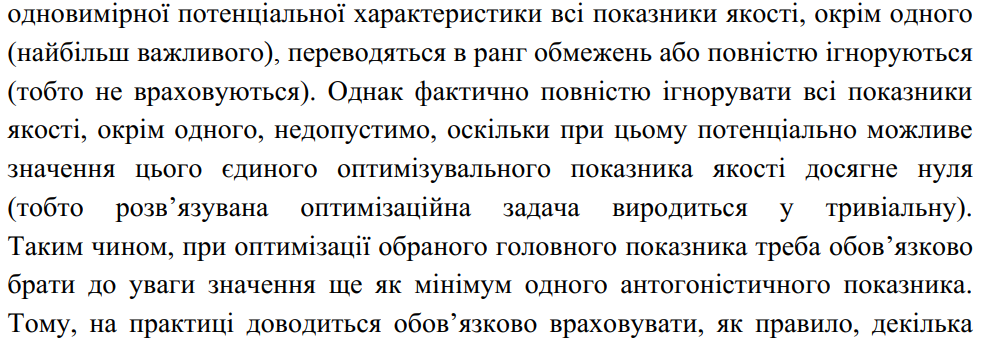 одновимірної потенціальної характеристики всі показники якості, окрім одного
(найбільш важливого), переводяться в ранг обмежень або повністю ігноруються
(тобто не враховуються). Однак фактично повністю ігнорувати всі показники
якості, окрім одного, недопустимо, оскільки при цьому потенціально можливе
значення цього єдиного оптимізувального показника якості досягне нуля
(тобто розв’язувана оптимізаційна задача виродиться у тривіальну).
Таким чином, при оптимізації обраного головного показника треба обов’язково
брати до уваги значення ще як мінімум одного антогоністичного показника.
Тому, на практиці доводиться обов’язково враховувати, як правило, декілька